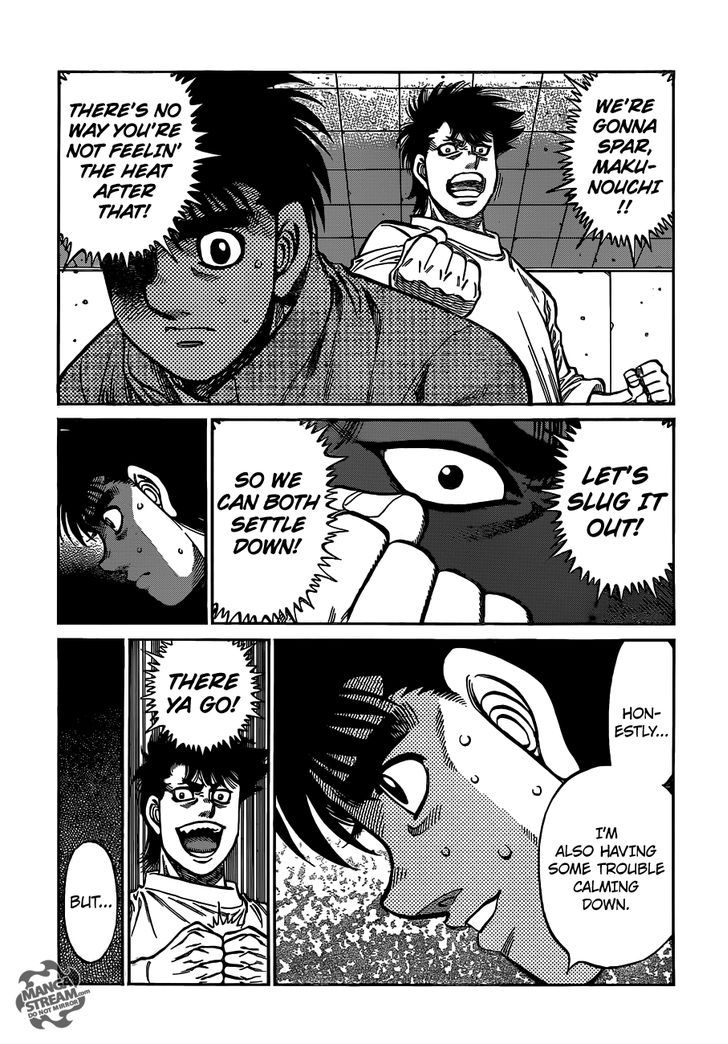 WE'RE
GONNA
SPAR,
MAKU-
NOUCHI
!!
THERE'S NO
WAY YOU'RE
NOT FEELIN'
THE HEAT
AFTER
THAT!
LET'S
SLUG IT
OUT!
SO WE
CAN BOTH
SETTLE
DOWN!
HON-
ESTLY...
I'M
ALSO HAVING
SOME TROUBLE
CALMING
DOWN.
THERE
YA GO!
BUT...
MANGA
STREAM.com
DO NOT MIRROR